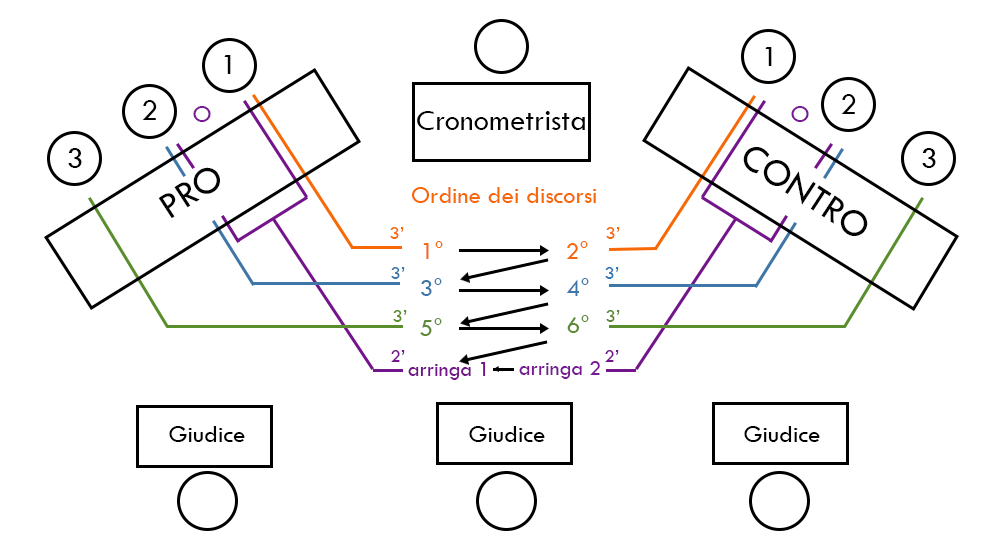 1
2
3
PRO
Cronometrista
1
2
3
CONTRO
Ordine dei discorsi
3' 1° 2° 3'
3' 3° 4° 3'
3' 5° 6° 3'
2' arringa 1 arringa 2 2'
Giudice
Giudice
Giudice